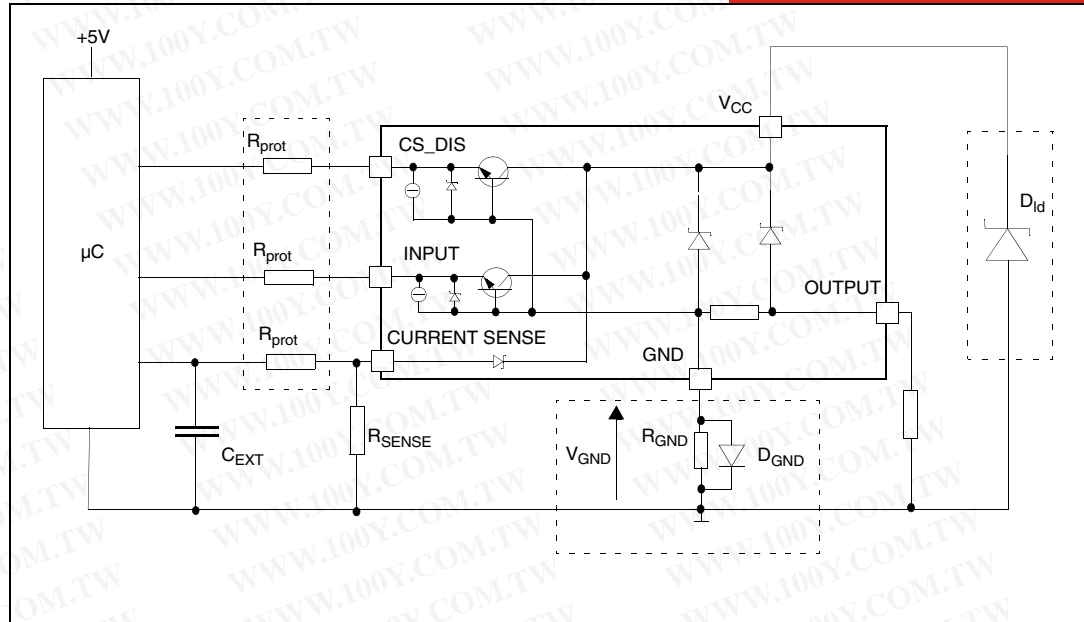 +5V
V_CC
R_prot
CS_DIS
D_ld
µC
R_prot
INPUT
OUTPUT
R_prot
CURRENT SENSE
GND
C_EXT
R_SENSE
V_GND
R_GND
D_GND
WWW.100Y.COM.TW